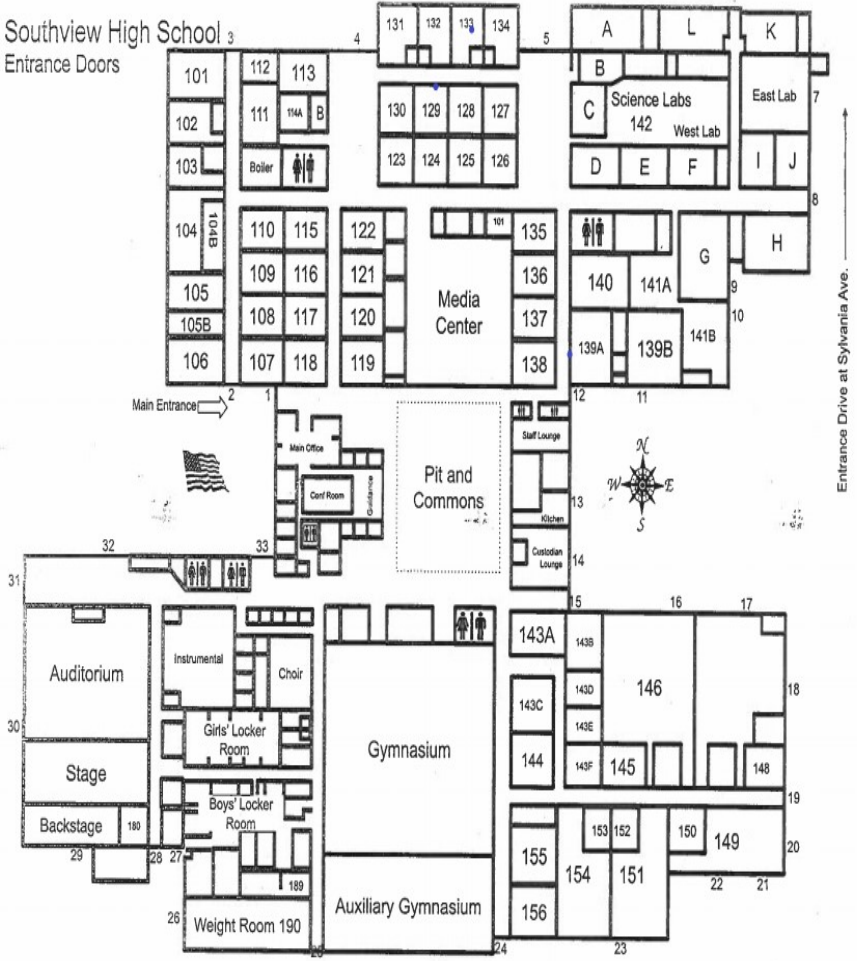 Southview High School
Entrance Doors
3
4
5
131
132
133
134
A
L
K
101
112
113
B
7
111
114A
B
130
129
128
127
C
Science Labs
142
West Lab
East Lab
102
103
Boiler
123
124
125
126
D
E
F
I
J
8
104
104B
110
115
122
101
135
G
H
109
116
121
Media
Center
136
140
141A
9
105
10
105B
108
117
120
137
139A
139B
141B
106
107
118
119
138
2
1
12
11
Main Entrance
Main Office
Staff Lounge
Conf Room
Guidance
Pit and
Commons
Kitchen
13
N
W
E
S
Entrance Drive at Sylvania Ave.
Custodian
Lounge
14
32
33
31
15
16
17
Auditorium
Instrumental
Choir
143A
143B
146
143C
143D
18
30
Girls' Locker
Room
Gymnasium
143E
Stage
144
143F
145
148
Boys' Locker
Room
19
Backstage
180
153
152
150
149
20
29
28
27
155
154
151
22
21
189
26
Weight Room 190
Auxiliary Gymnasium
156
25
24
23